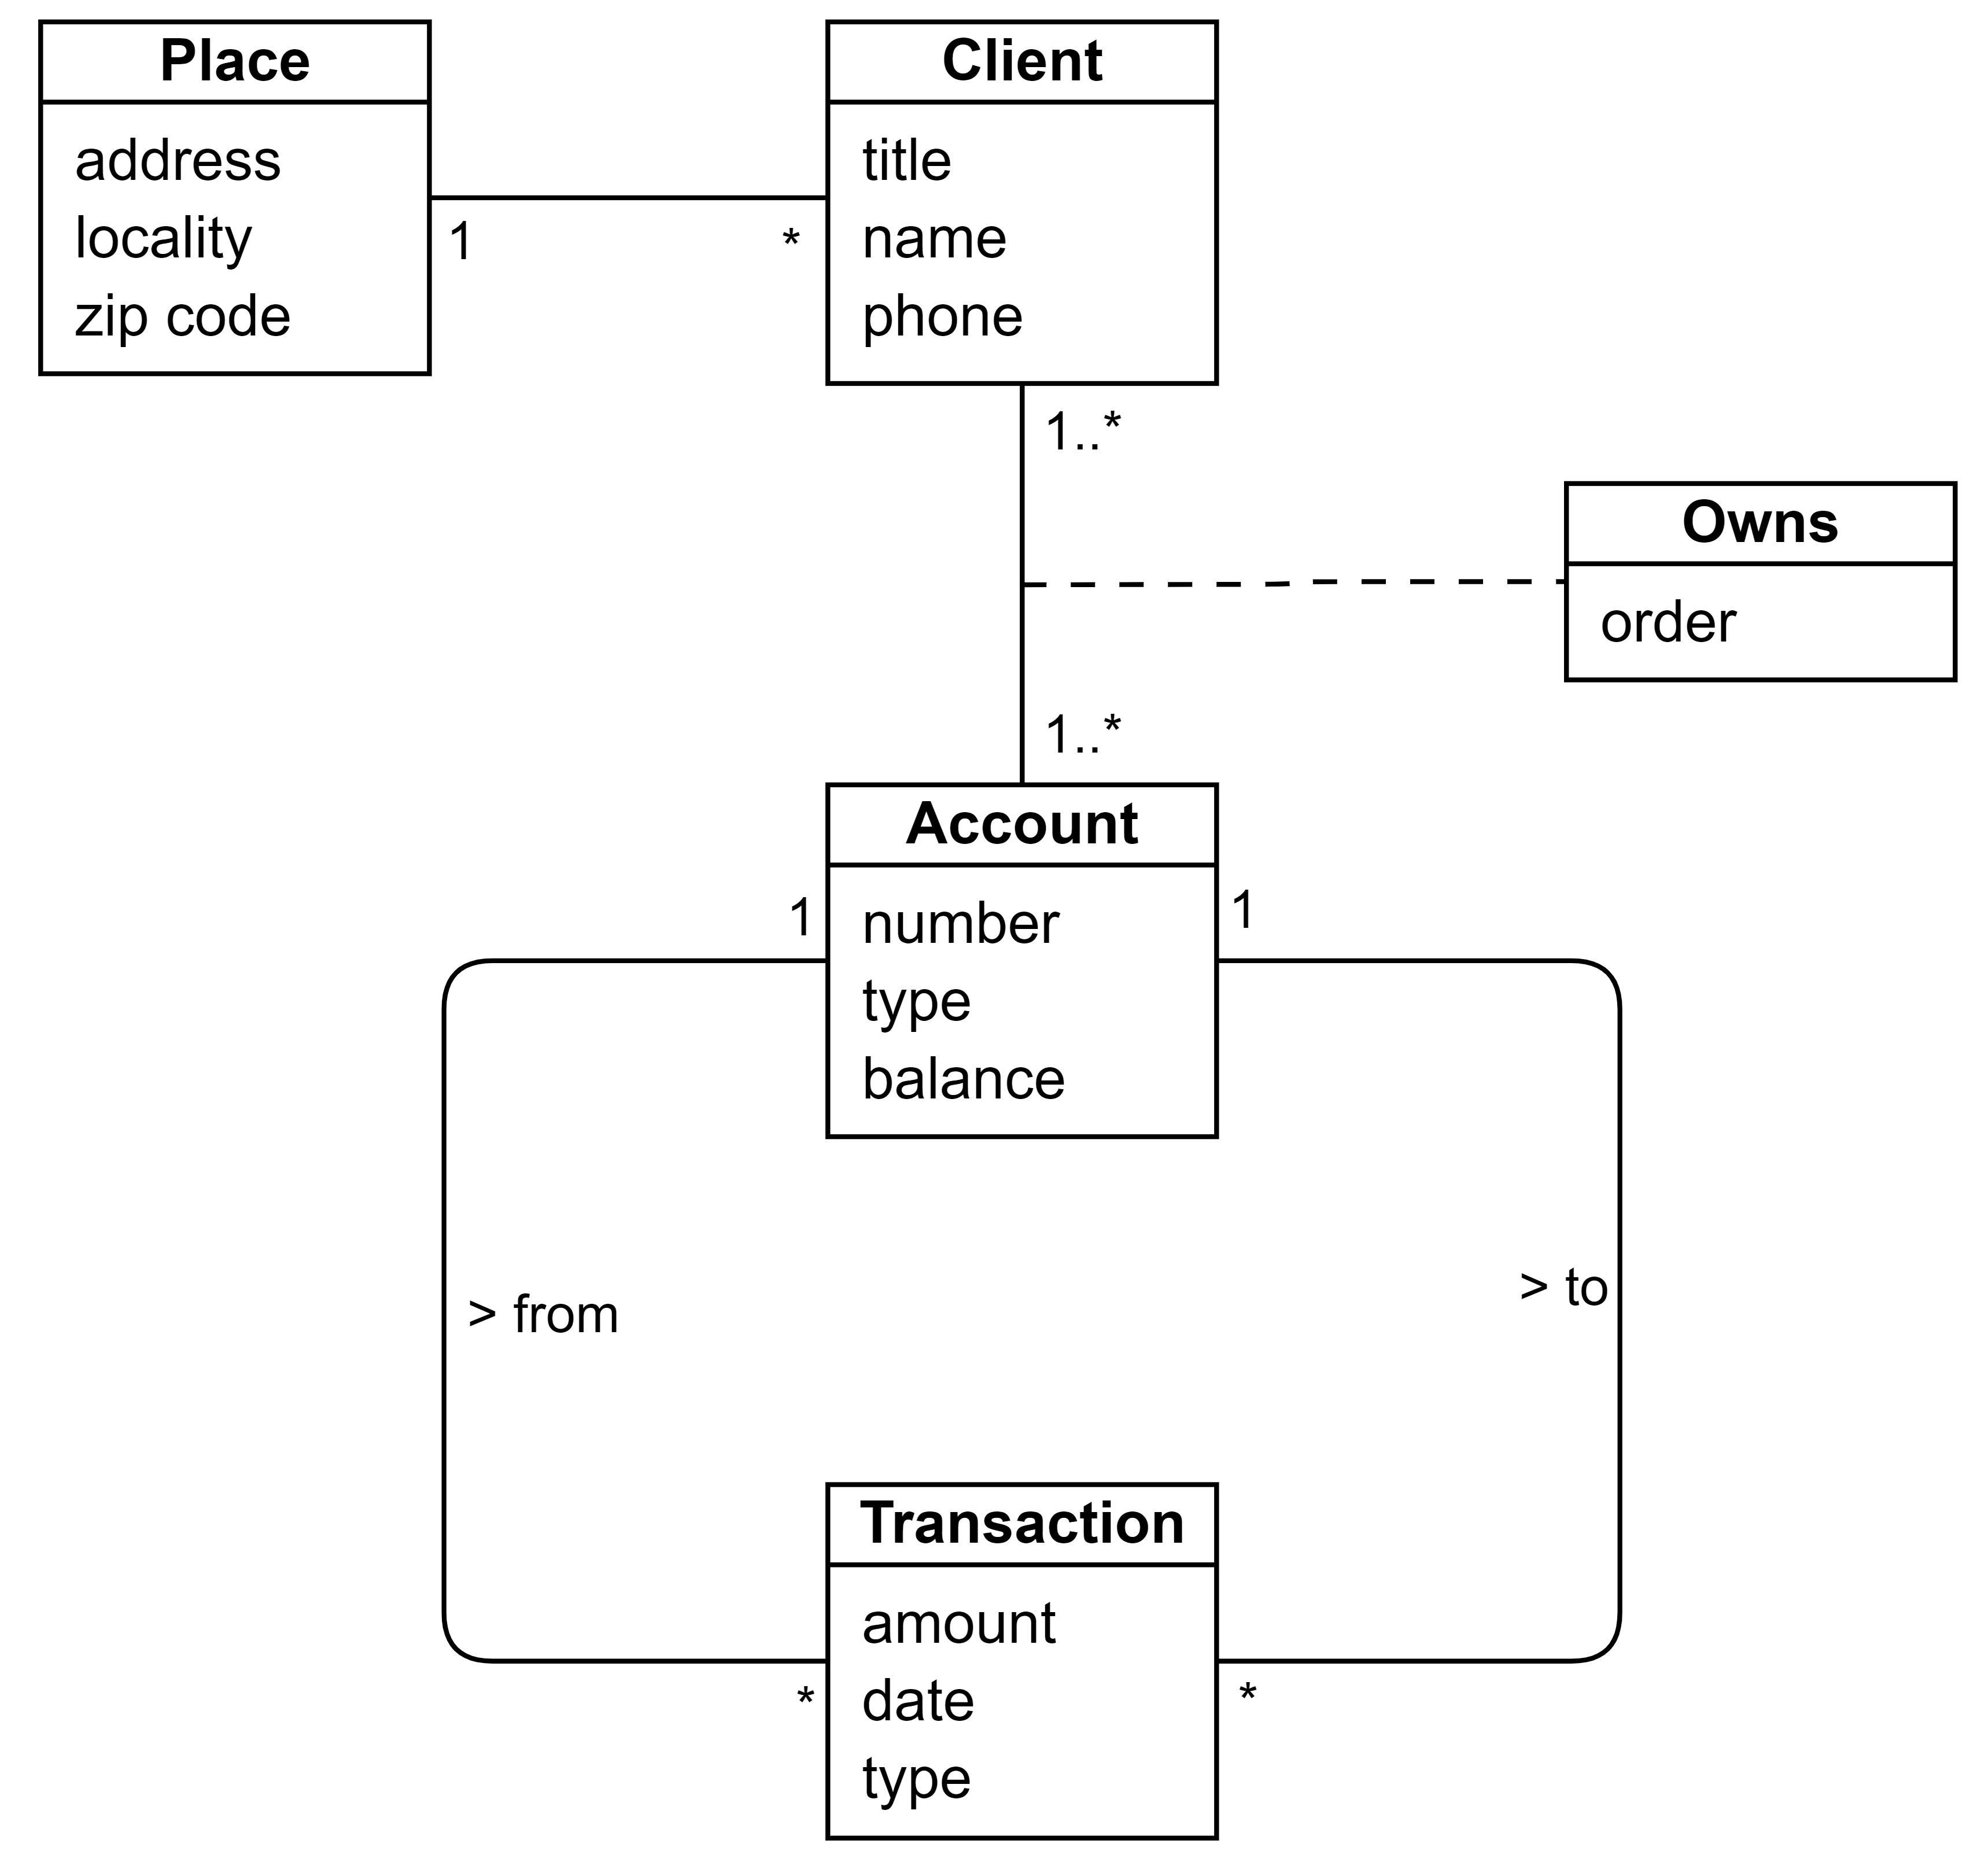 Place
address
locality
zip code
1
*
Client
title
name
phone
1..*
Owns
order
1..*
Account
number
type
balance
1
1
> from
> to
Transaction
amount
date
type
*
*